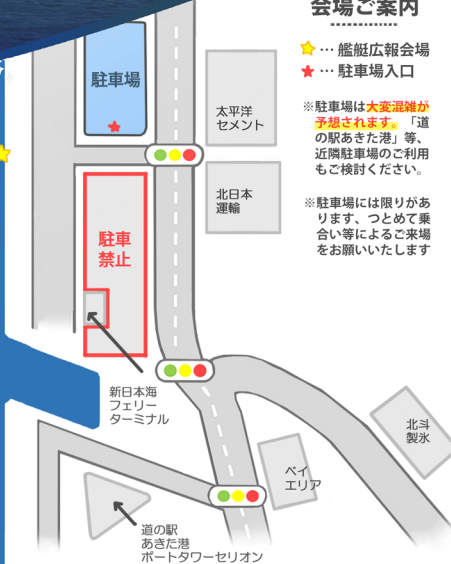 会場ご案内
… 艦艇広報会場
… 駐車場入口
※駐車場は大変混雑が
予想されます。「道
の駅あきた港」等、
近隣駐車場のご利用
もご検討ください。
※駐車場には限りがあ
ります、つとめて乗
合い等によるご来場
をお願いいたします
駐車場
太平洋
セメント
北日本
運輸
駐車
禁止
新日本海
フェリー
ターミナル
北斗
製氷
ベイ
エリア
道の駅
あきた港
ポートタワーセリオン